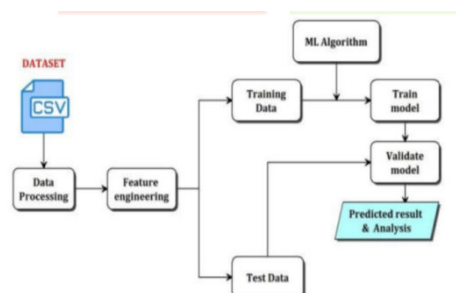 DATASET
CSV
Data
Processing
Feature
engineering
Training
Data
ML Algorithm
Train
model
Validate
model
Predicted result
& Analysis
Test Data